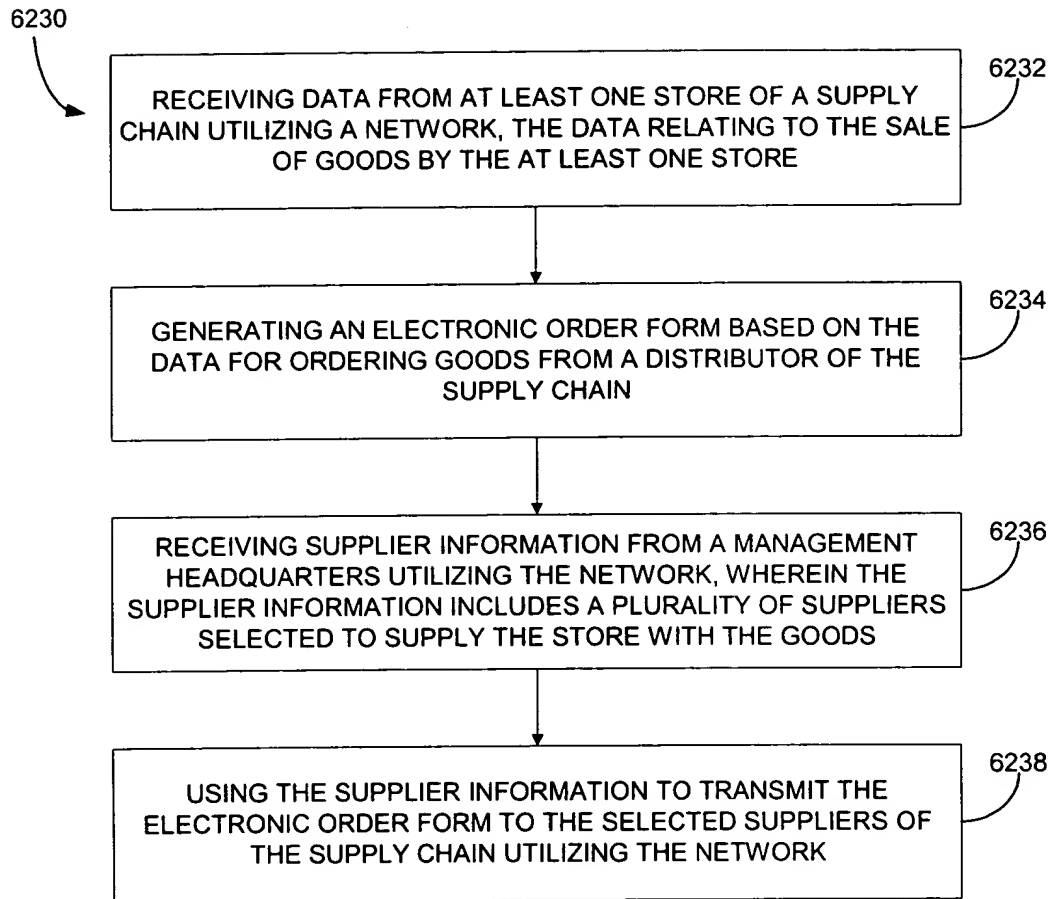 6230
6232
RECEIVING DATA FROM AT LEAST ONE STORE OF A SUPPLY
CHAIN UTILIZING A NETWORK, THE DATA RELATING TO THE SALE
OF GOODS BY THE AT LEAST ONE STORE
6234
GENERATING AN ELECTRONIC ORDER FORM BASED ON THE
DATA FOR ORDERING GOODS FROM A DISTRIBUTOR OF THE
SUPPLY CHAIN
6236
RECEIVING SUPPLIER INFORMATION FROM A MANAGEMENT
HEADQUARTERS UTILIZING THE NETWORK, WHEREIN THE
SUPPLIER INFORMATION INCLUDES A PLURALITY OF SUPPLIERS
SELECTED TO SUPPLY THE STORE WITH THE GOODS
6238
USING THE SUPPLIER INFORMATION TO TRANSMIT THE
ELECTRONIC ORDER FORM TO THE SELECTED SUPPLIERS OF
THE SUPPLY CHAIN UTILIZING THE NETWORK